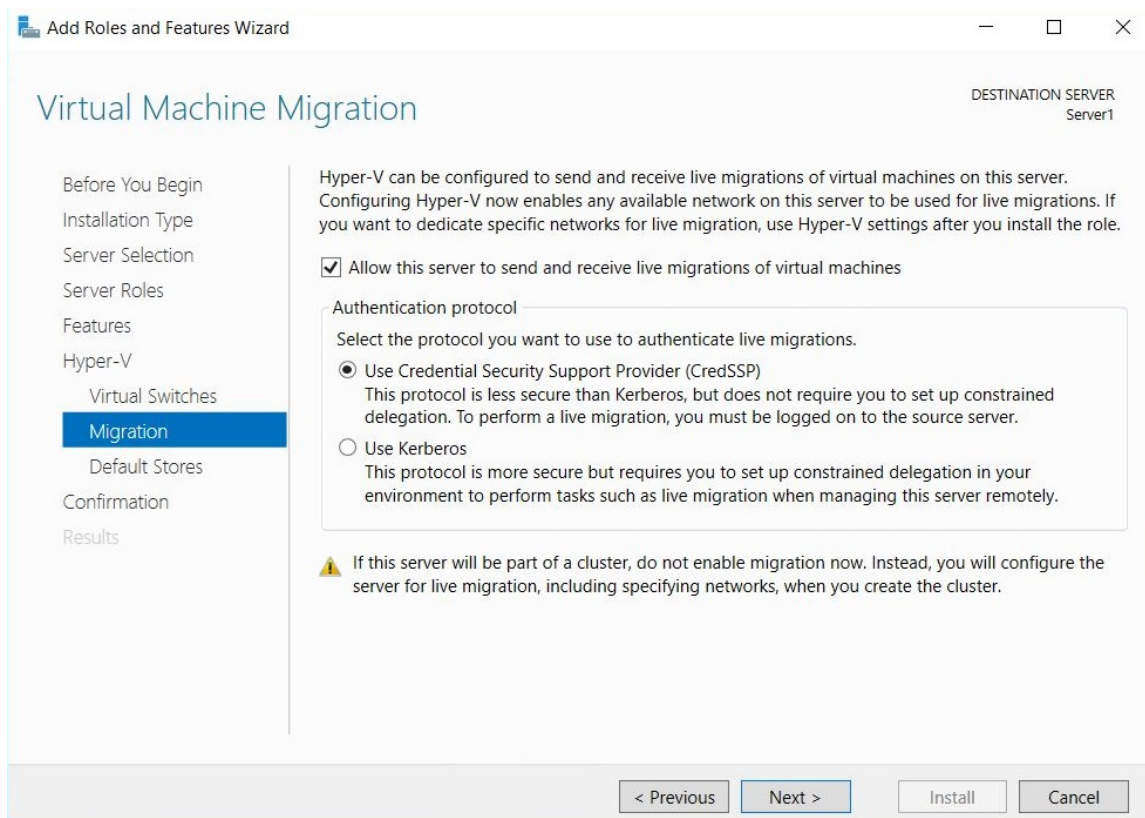 Add Roles and Features Wizard
Virtual Machine Migration
DESTINATION SERVER
Server1
Before You Begin
Installation Type
Server Selection
Server Roles
Features
Hyper-V
Virtual Switches
Migration
Default Stores
Confirmation
Results
Hyper-V can be configured to send and receive live migrations of virtual machines on this server.
Configuring Hyper-V now enables any available network on this server to be used for live migrations. If
you want to dedicate specific networks for live migration, use Hyper-V settings after you install the role.
Allow this server to send and receive live migrations of virtual machines
Authentication protocol
Select the protocol you want to use to authenticate live migrations.
Use Credential Security Support Provider (CredSSP)
This protocol is less secure than Kerberos, but does not require you to set up constrained
delegation. To perform a live migration, you must be logged on to the source server.
Use Kerberos
This protocol is more secure but requires you to set up constrained delegation in your
environment to perform tasks such as live migration when managing this server remotely.
If this server will be part of a cluster, do not enable migration now. Instead, you will configure the
server for live migration, including specifying networks, when you create the cluster.
< Previous
Next >
Install
Cancel